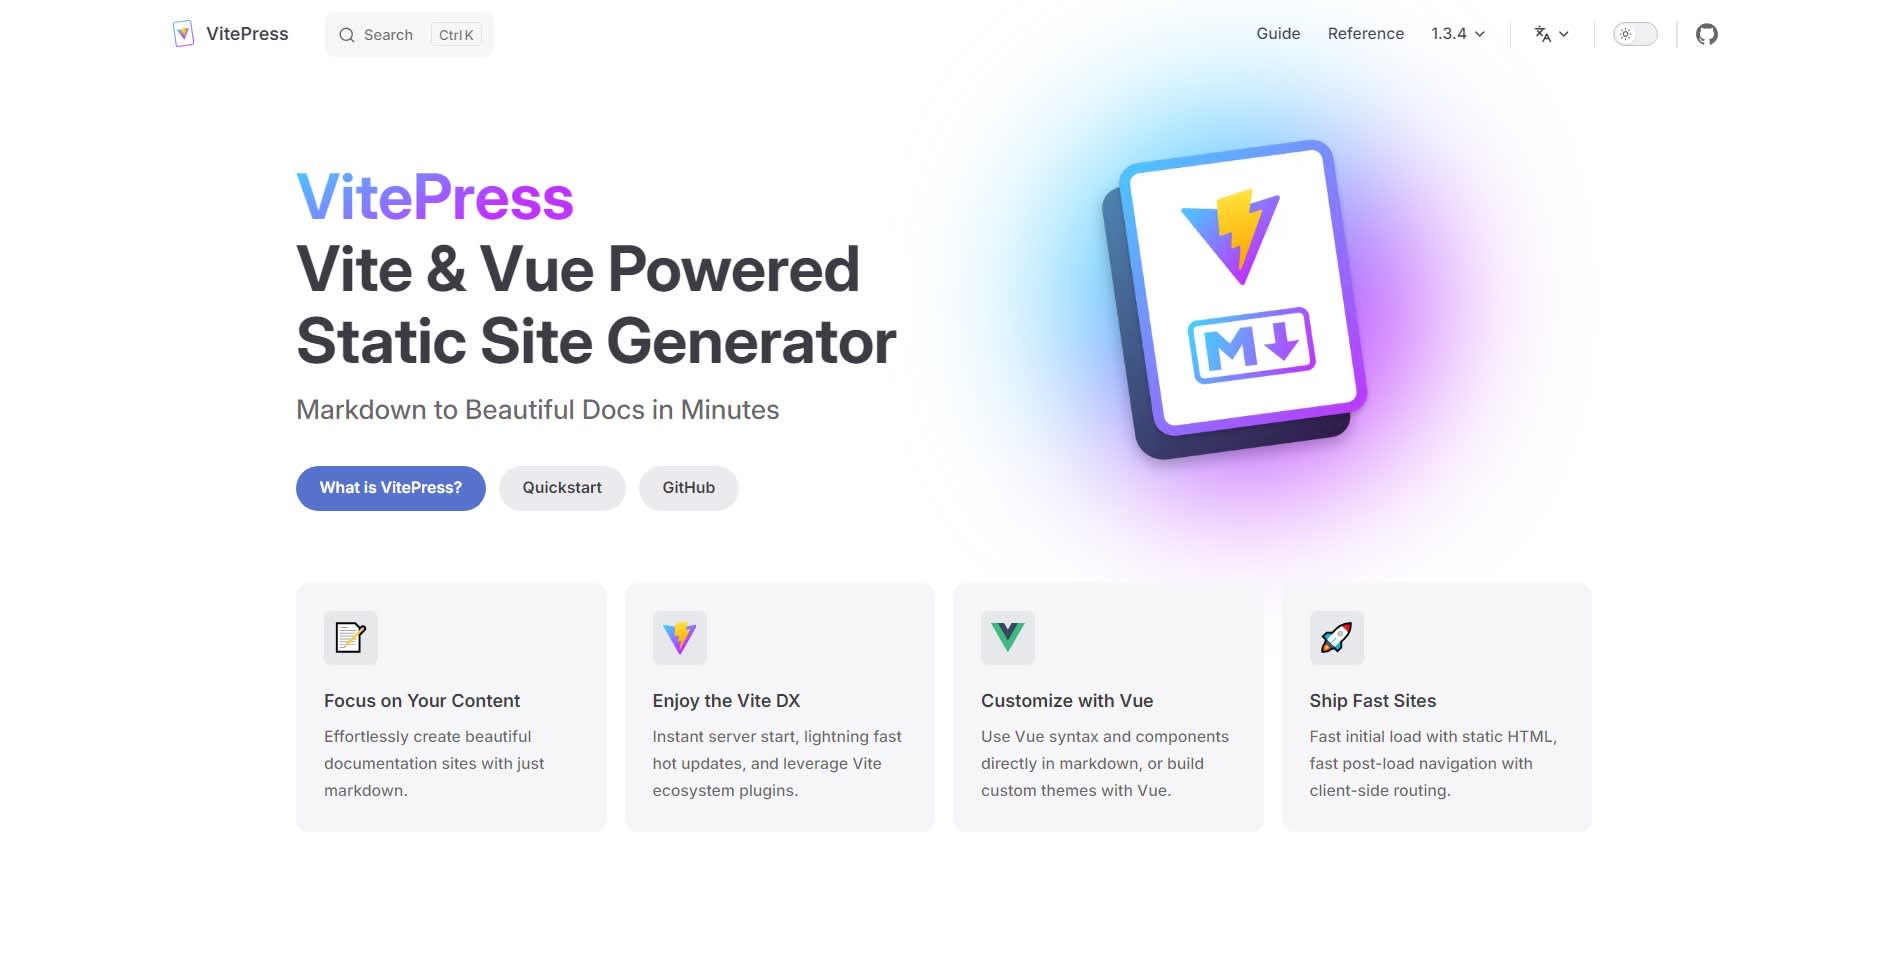 VitePress
Search
Ctrl K
Guide
Reference
1.3.4
VitePress
Vite & Vue Powered
Static Site Generator
Markdown to Beautiful Docs in Minutes
What is VitePress?
Quickstart
GitHub
M
Focus on Your Content
Effortlessly create beautiful
documentation sites with just
markdown.
Enjoy the Vite DX
Instant server start, lightning fast
hot updates, and leverage Vite
ecosystem plugins.
Customize with Vue
Use Vue syntax and components
directly in markdown, or build
custom themes with Vue.
Ship Fast Sites
Fast initial load with static HTML,
fast post-load navigation with
client-side routing.